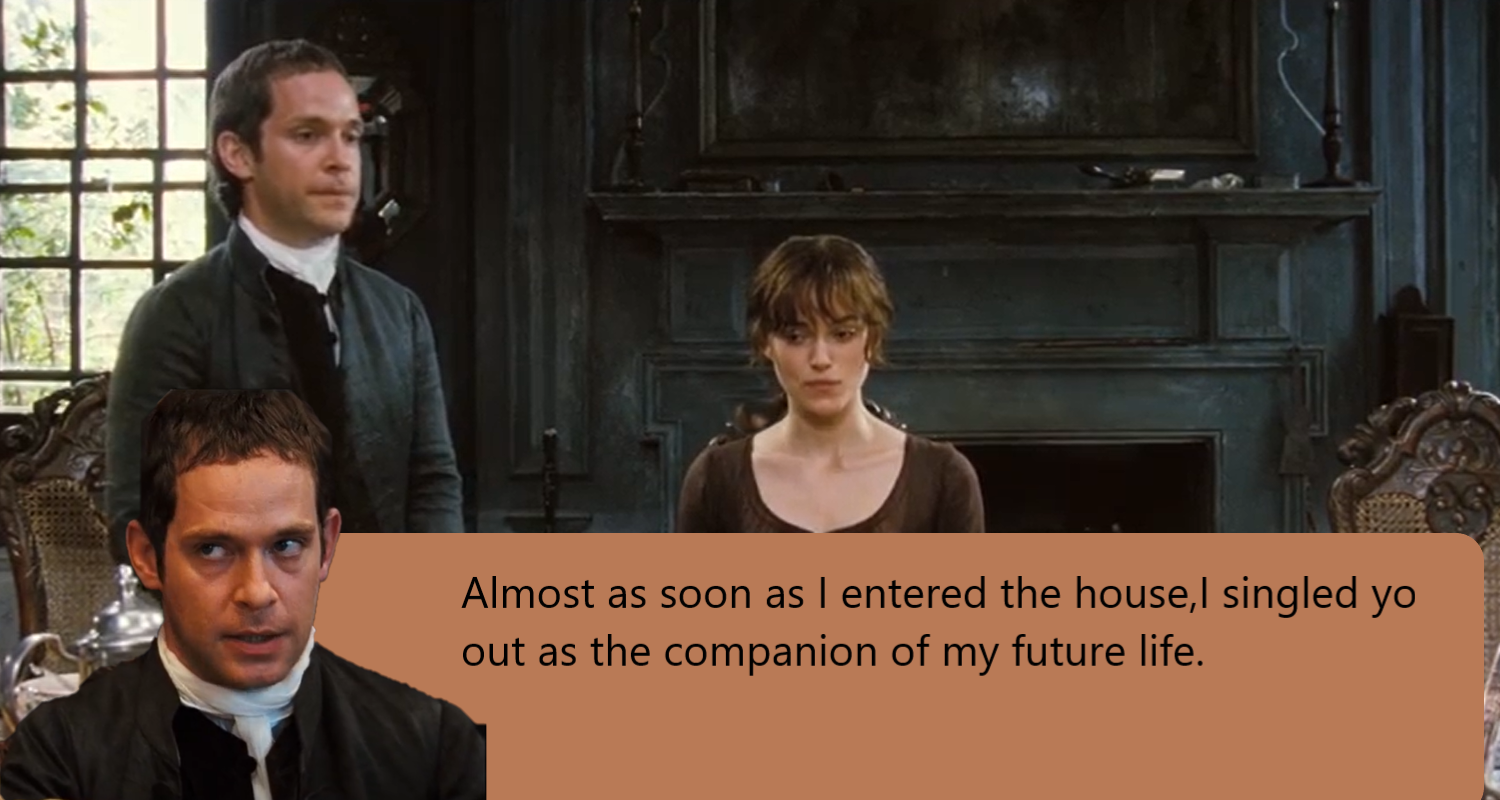 Almost as soon as I entered the house,I singled yo
out as the companion of my future life.